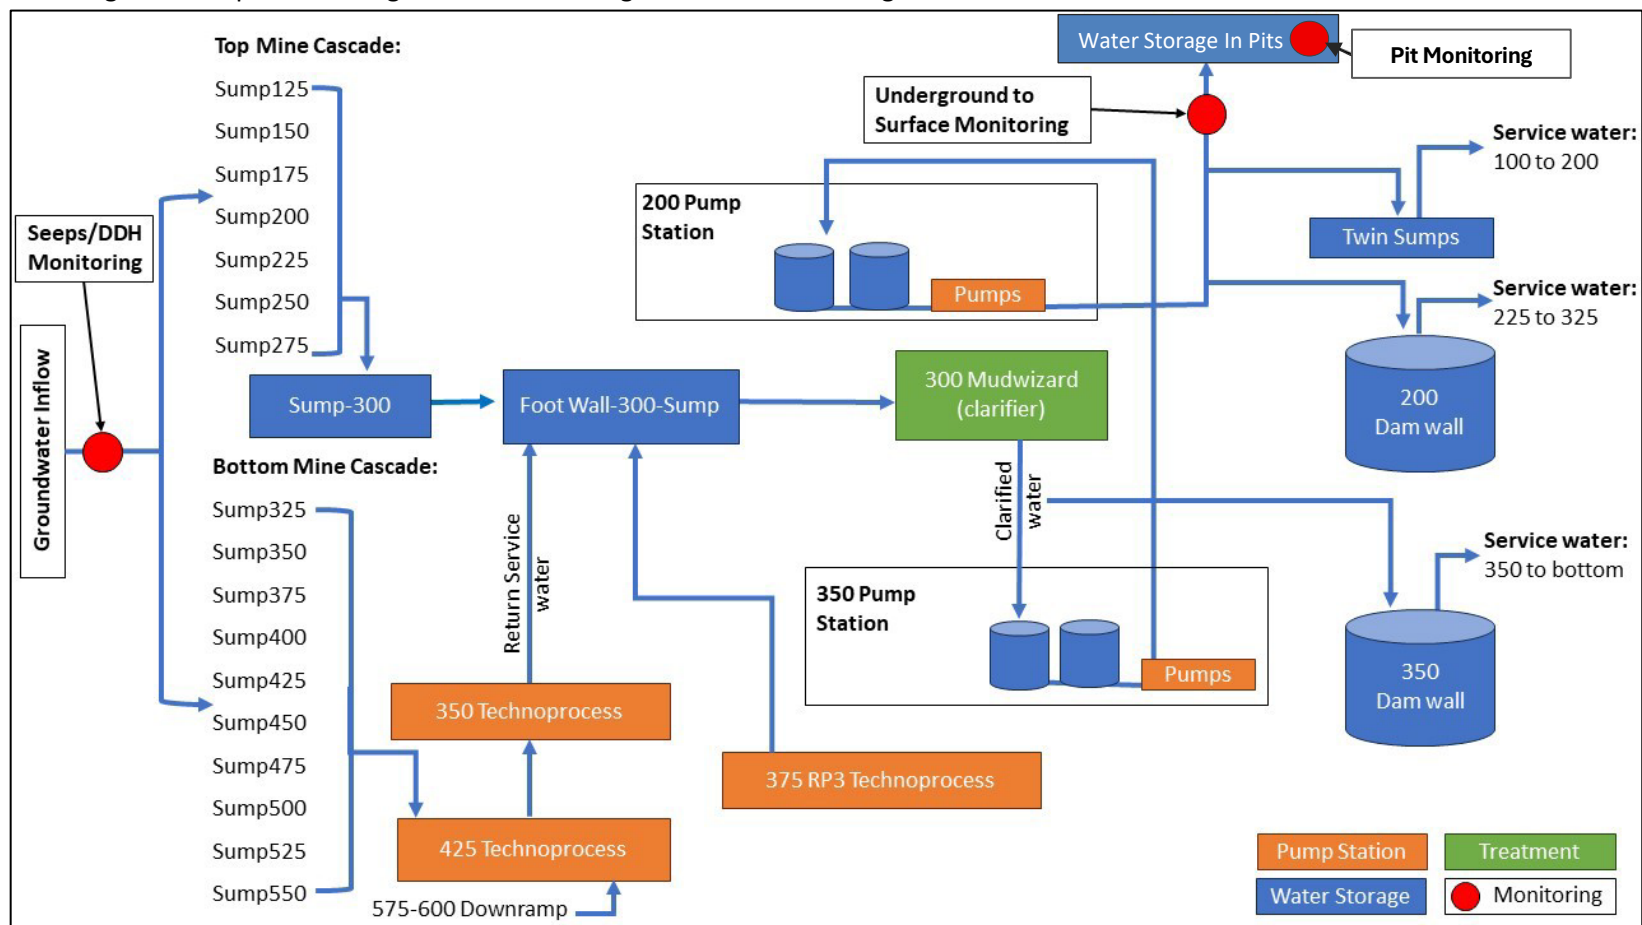 Top Mine Cascade:
Sump125
Sump150
Sump175
Sump200
Sump225
Sump250
Sump275
Seeps/DDH
Monitoring
Groundwater Inflow
Sump-300
Bottom Mine Cascade:
Sump325
Sump350
Sump375
Sump400
Sump425
Sump450
Sump475
Sump500
Sump525
Sump550
Foot Wall-300-Sump
Return Service
water
350 Technoprocess
425 Technoprocess
575-600 Downramp
375 RP3 Technoprocess
300 Mudwizard
(clarifier)
Clarified
water
350 Pump
Station
Pumps
200 Pump
Station
Pumps
Underground to
Surface Monitoring
Water Storage In Pits
Pit Monitoring
Service water:
100 to 200
Twin Sumps
Service water:
225 to 325
200
Dam wall
Service water:
350 to bottom
350
Dam wall
Pump Station
Treatment
Water Storage
Monitoring